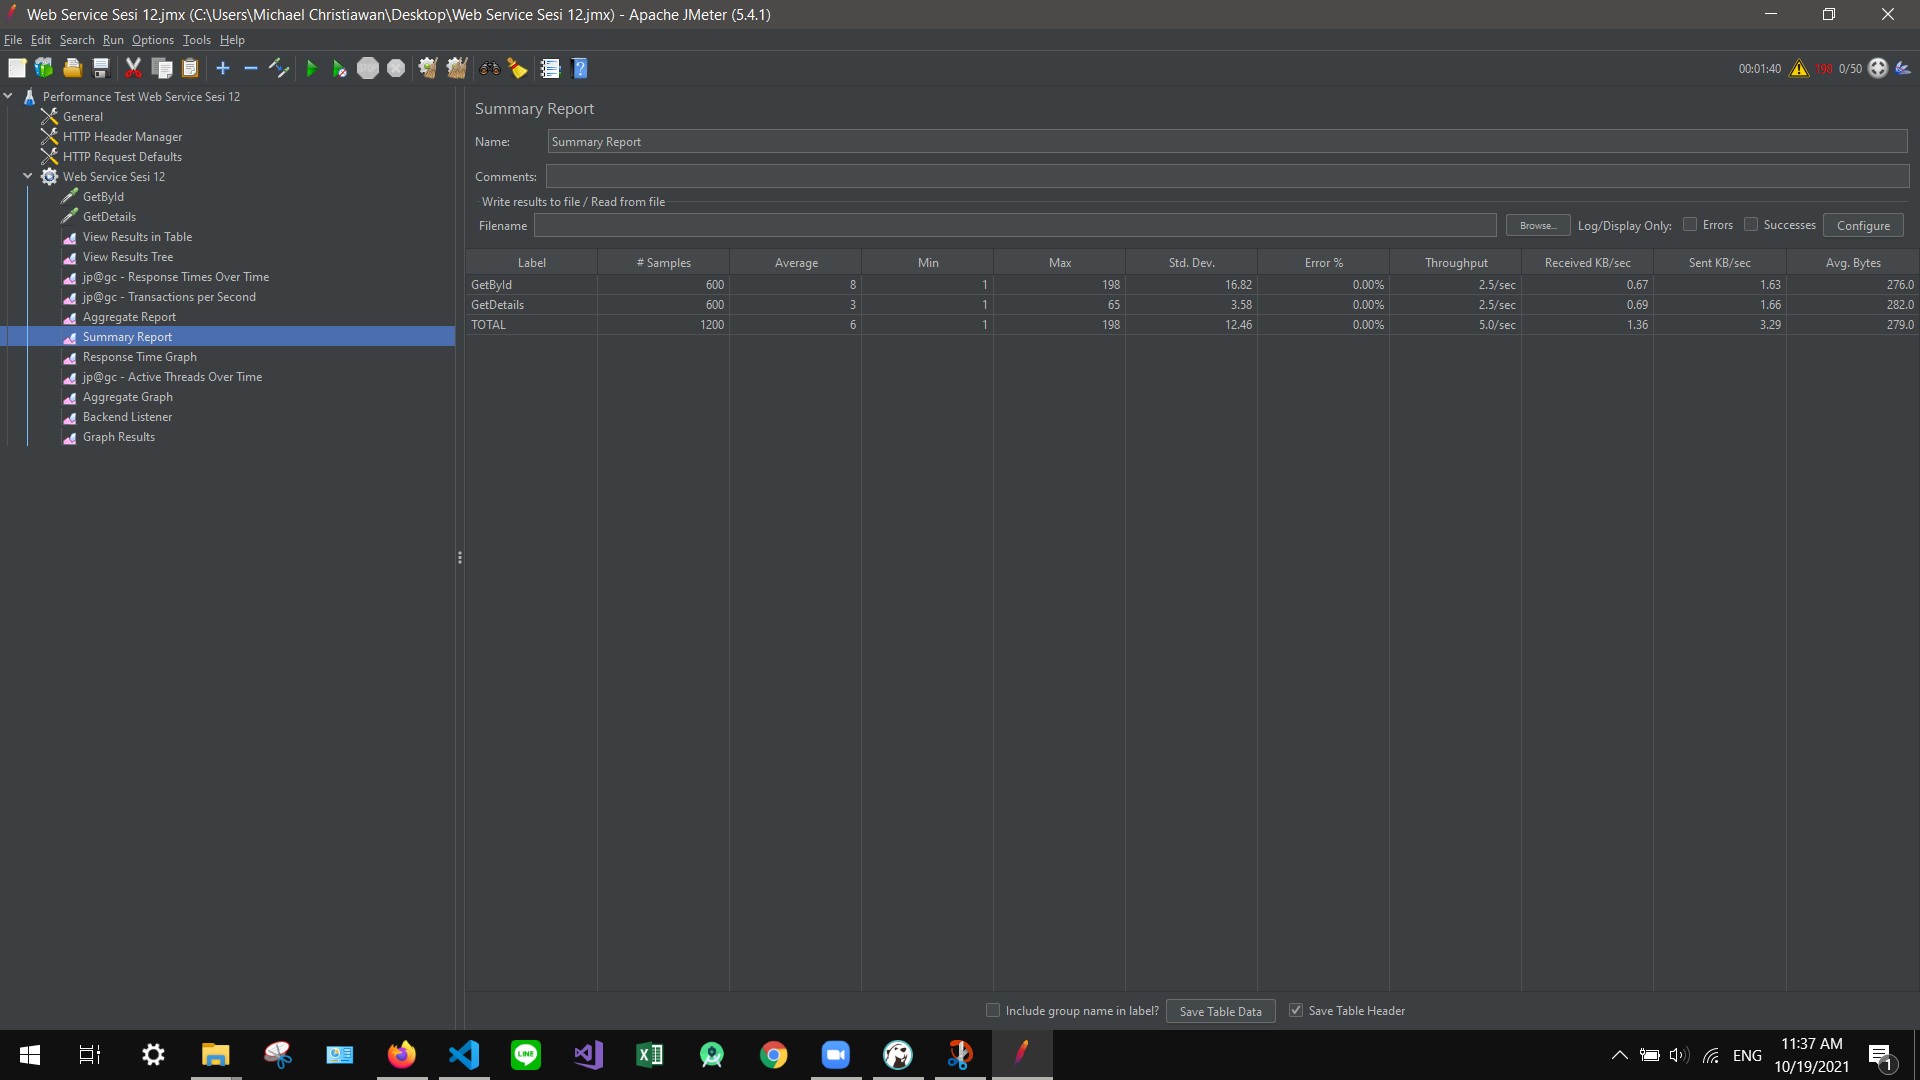 Web Service Sesi 12.jmx (C:\Users\Michael Christiawan\Desktop\Web Service Sesi 12.jmx) - Apache JMeter (5.4.1)
File Edit Search Run Options Tools Help
00:01:40 198 0/50
Performance Test Web Service Sesi 12
General
HTTP Header Manager
HTTP Request Defaults
Web Service Sesi 12
GetById
GetDetails
View Results in Table
View Results Tree
jp@gc - Response Times Over Time
jp@gc - Transactions per Second
Aggregate Report
Summary Report
Response Time Graph
jp@gc - Active Threads Over Time
Aggregate Graph
Backend Listener
Graph Results
Summary Report
Name: Summary Report
Comments:
Write results to file / Read from file
Filename Browse... Log/Display Only: Errors Successes Configure
Label # Samples Average Min Max Std. Dev. Error % Throughput Received KB/sec Sent KB/sec Avg. Bytes
GetById 600 8 1 198 16.82 0.00% 2.5/sec 0.67 1.63 276.0
GetDetails 600 3 1 65 3.58 0.00% 2.5/sec 0.69 1.66 282.0
TOTAL 1200 6 1 198 12.46 0.00% 5.0/sec 1.36 3.29 279.0
Include group name in label? Save Table Data Save Table Header
LINE
ENG
11:37 AM
10/19/2021
1